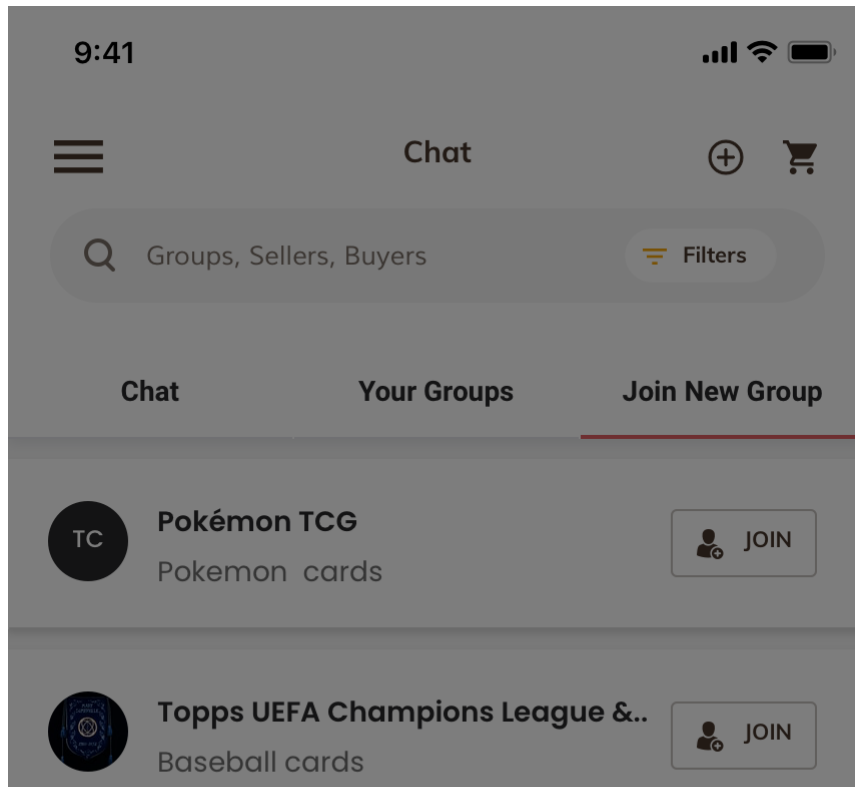 9:41
Chat
Groups, Sellers, Buyers
Filters
Chat
Your Groups
Join New Group
TC
Pokémon TCG
Pokemon cards
JOIN
Topps UEFA Champions League &..
Baseball cards
JOIN